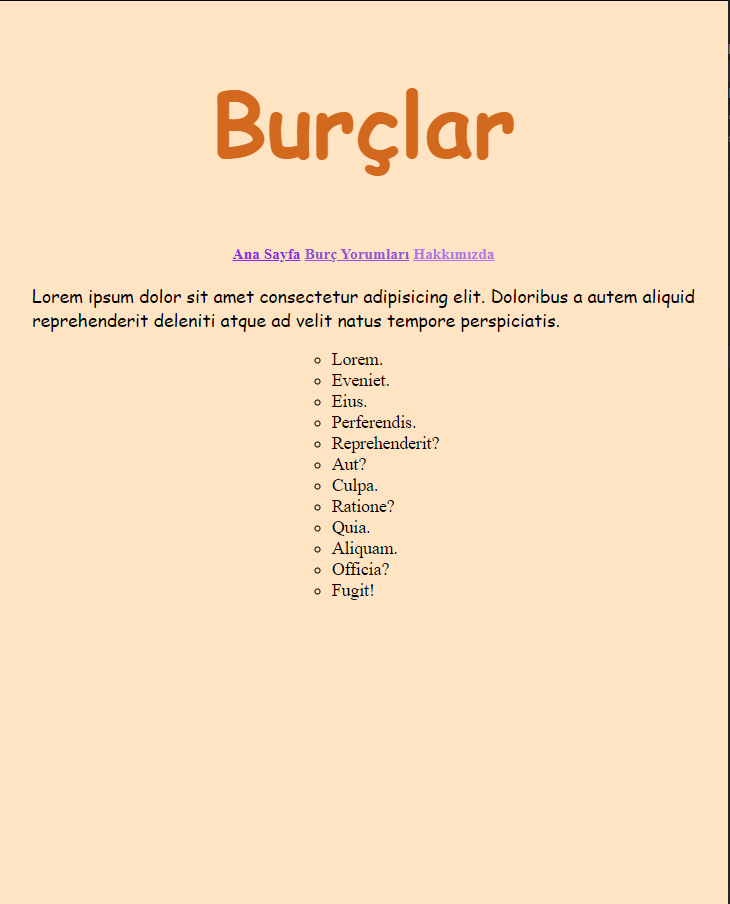 Burçlar
Ana Sayfa Burç Yorumları Hakkımızda
Lorem ipsum dolor sit amet consectetur adipisicing elit. Doloribus a autem aliquid
reprehenderit deleniti atque ad velit natus tempore perspiciatis.
Lorem.
Eveniet.
Eius.
Perferendis.
Reprehenderit?
Aut?
Culpa.
Ratione?
Quia.
Aliquam.
Officia?
Fugit!